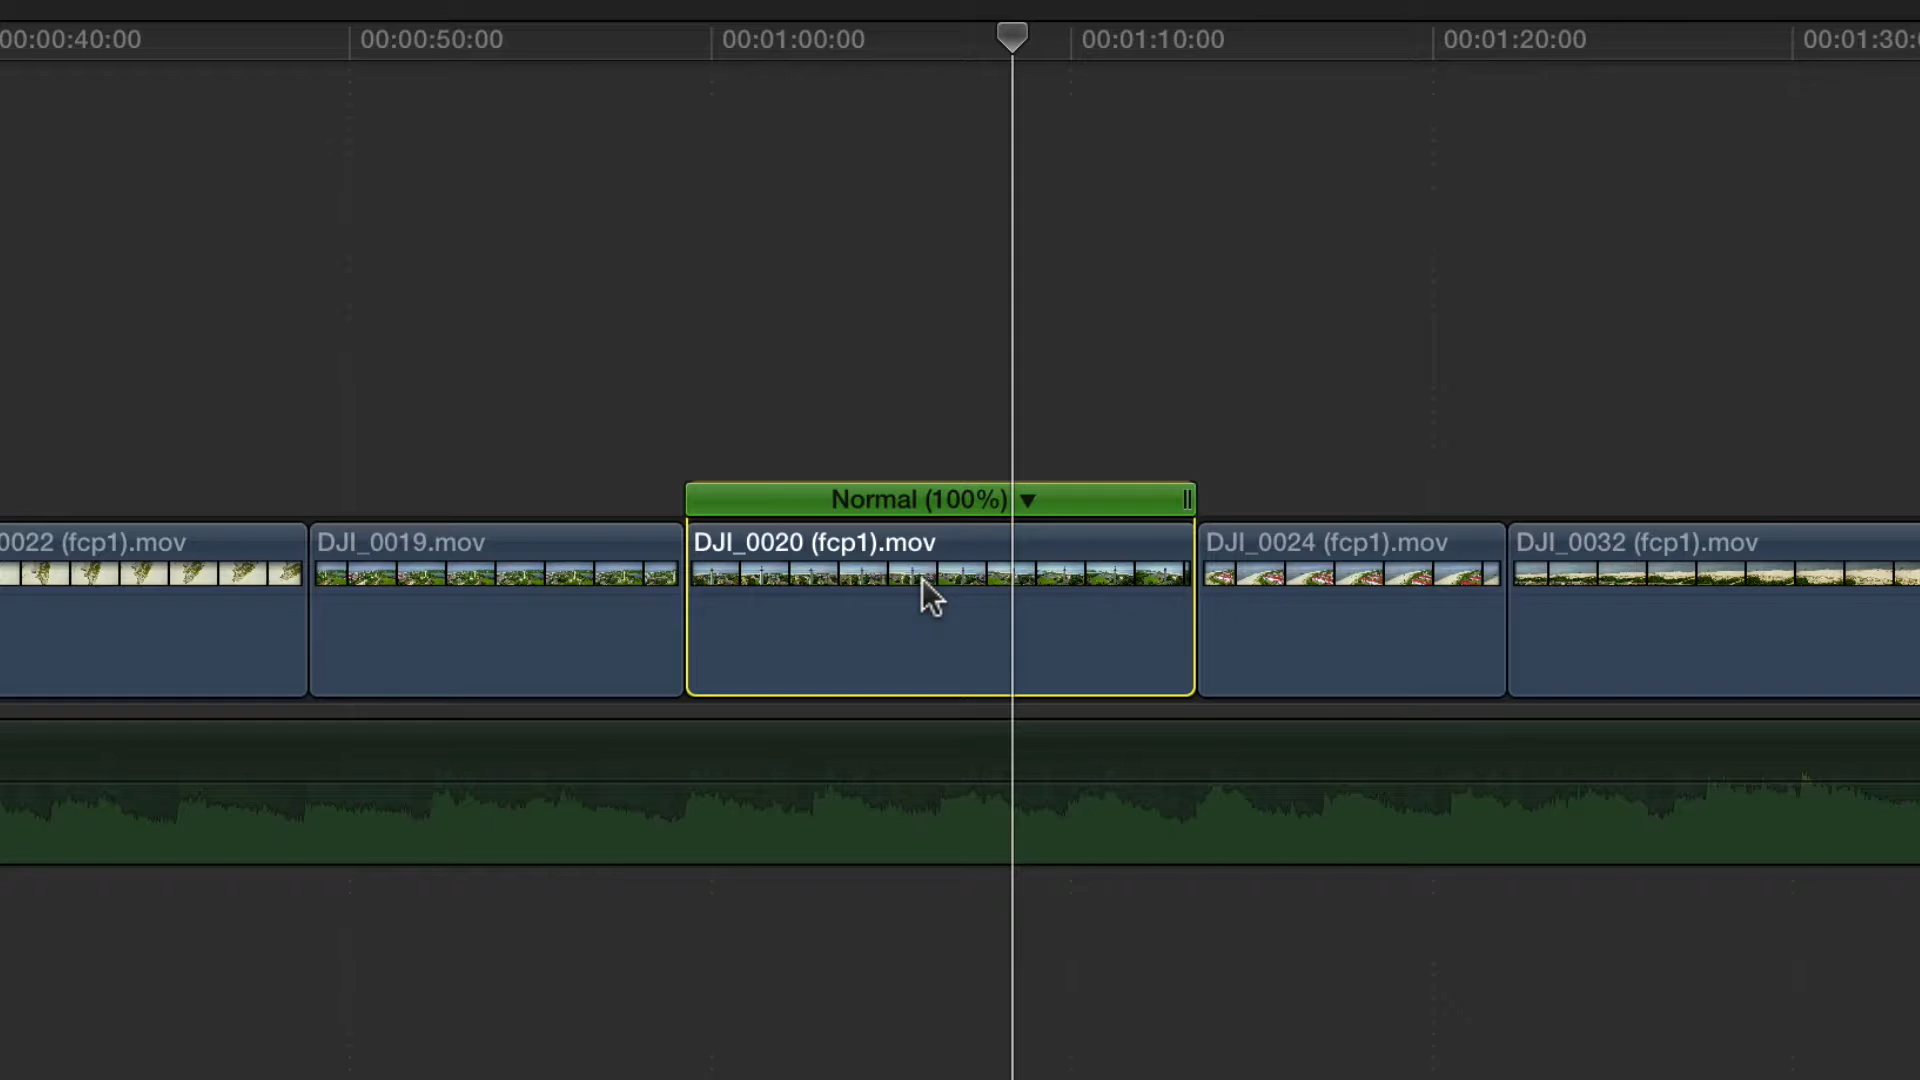 00:00:40:00
00:00:50:00
00:01:00:00
00:01:10:00
00:01:20:00
00:01:30:
Normal (100%)
0022 (fcp1).mov
DJI_0019.mov
DJI_0020 (fcp1).mov
DJI_0024 (fcp1).mov
DJI_0032 (fcp1).mov